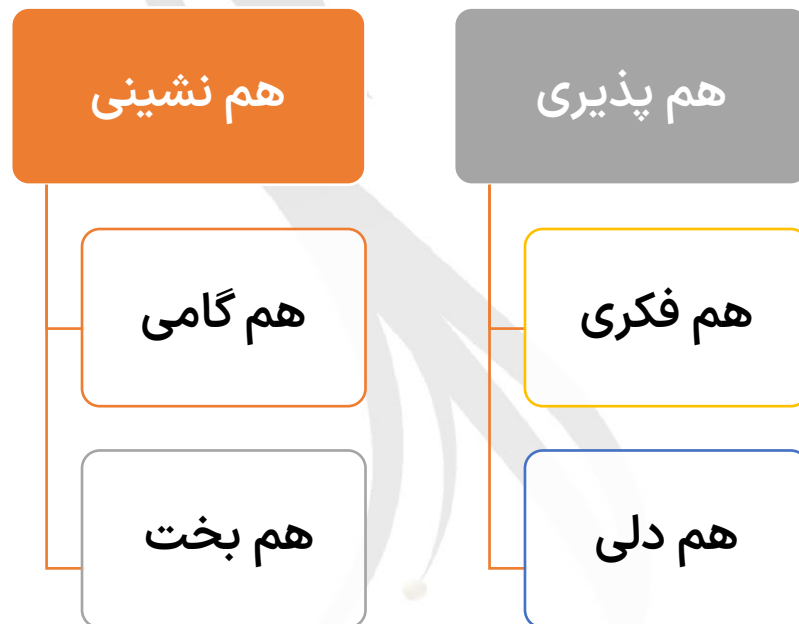 هم پذیری
هم فکری
هم دلی
هم نشینی
هم گامی
هم بخت